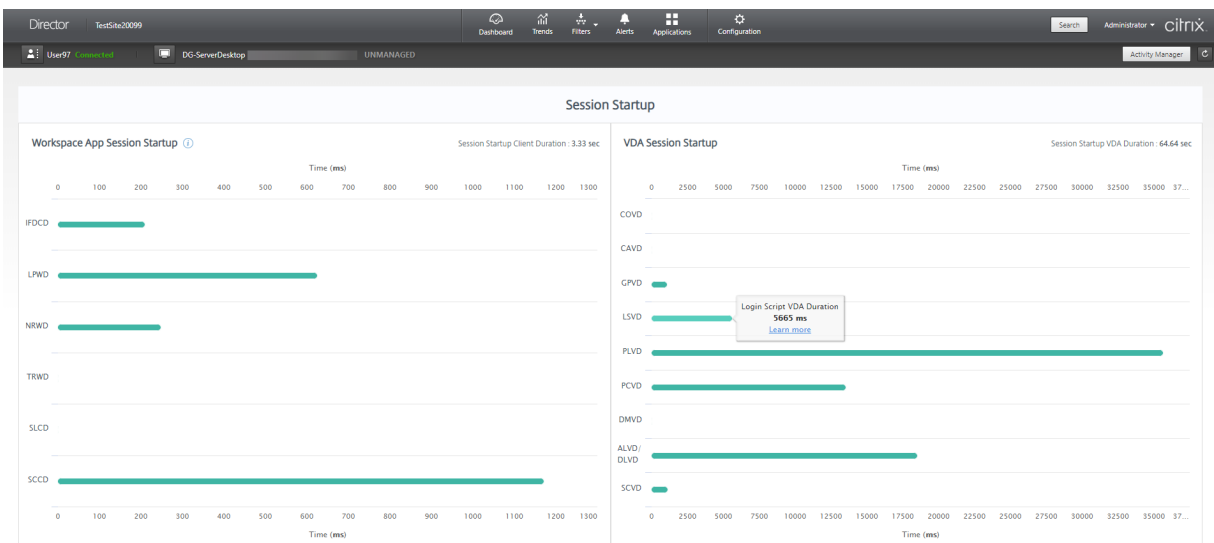 Director TestSite20099 Dashboard Trends Filters Alerts Applications Configuration Search Administrator citrix.
User97 Connected DG-ServerDesktop UNMANAGED Activity Manager
Session Startup
Workspace App Session Startup Session Startup Client Duration : 3.33 sec
Time (ms)
0 100 200 300 400 500 600 700 800 900 1000 1100 1200 1300
IFDCD
LPWD
NRWD
TRWD
SLCD
SCCD
0 100 200 300 400 500 600 700 800 900 1000 1100 1200 1300
Time (ms)
VDA Session Startup Session Startup VDA Duration : 64.64 sec
Time (ms)
0 2500 5000 7500 10000 12500 15000 17500 20000 22500 25000 27500 30000 32500 35000 37...
COVD
CAVD
GPVD
Login Script VDA Duration
LSVD 5665 ms
Learn more
PLVD
PCVD
DMVD
ALVD/
DLVD
SCVD
0 2500 5000 7500 10000 12500 15000 17500 20000 22500 25000 27500 30000 32500 35000 37...
Time (ms)